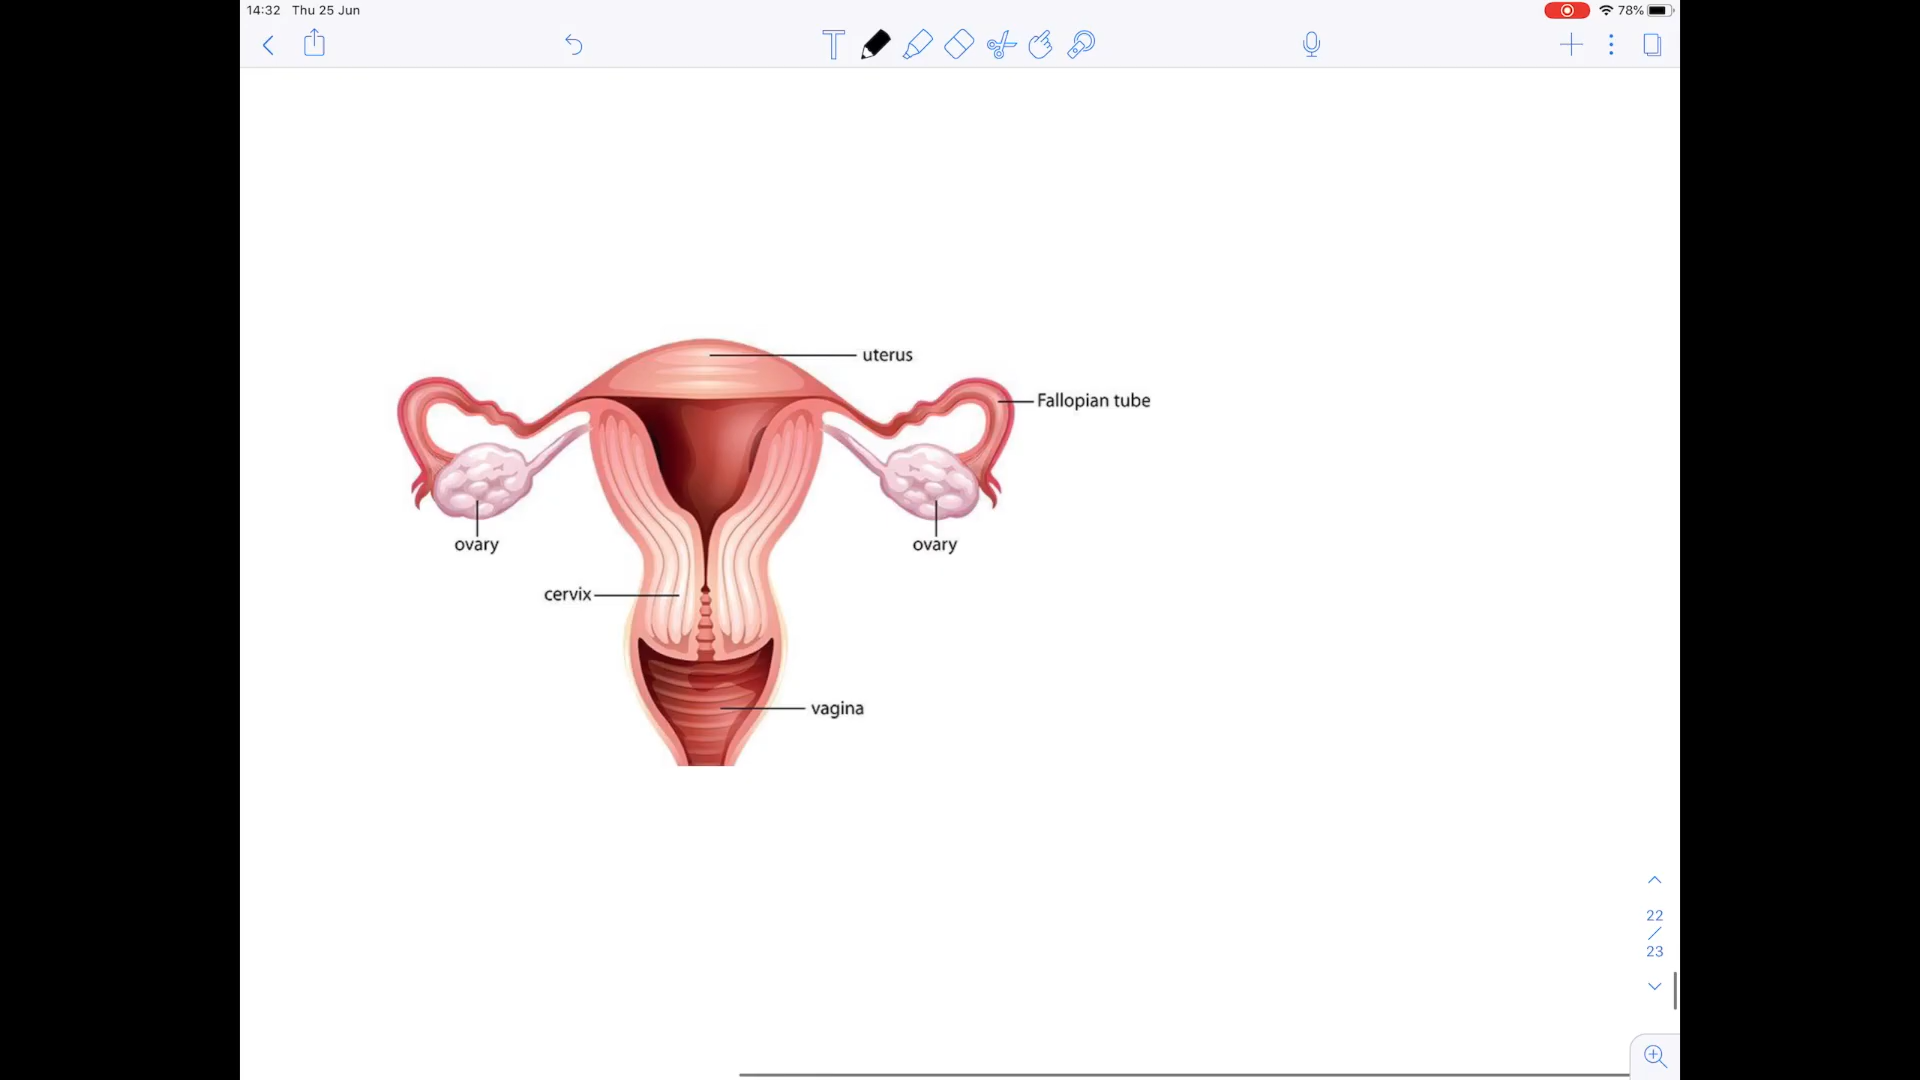 14:32 Thu 25 Jun
78%
T
uterus
Fallopian tube
ovary
ovary
cervix
vagina
22
23